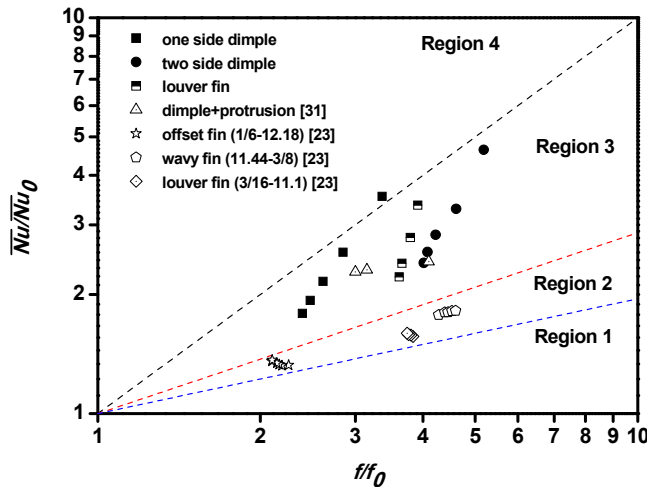 10
9
8
7
6
5
4
3
2
1
Nu/Nu0
one side dimple
two side dimple
louver fin
dimple+protrusion [31]
offset fin (1/6-12.18) [23]
wavy fin (11.44-3/8) [23]
louver fin (3/16-11.1) [23]
Region 4
Region 3
Region 2
Region 1
1 2 3 4 5 6 7 8 9 10
f/f0